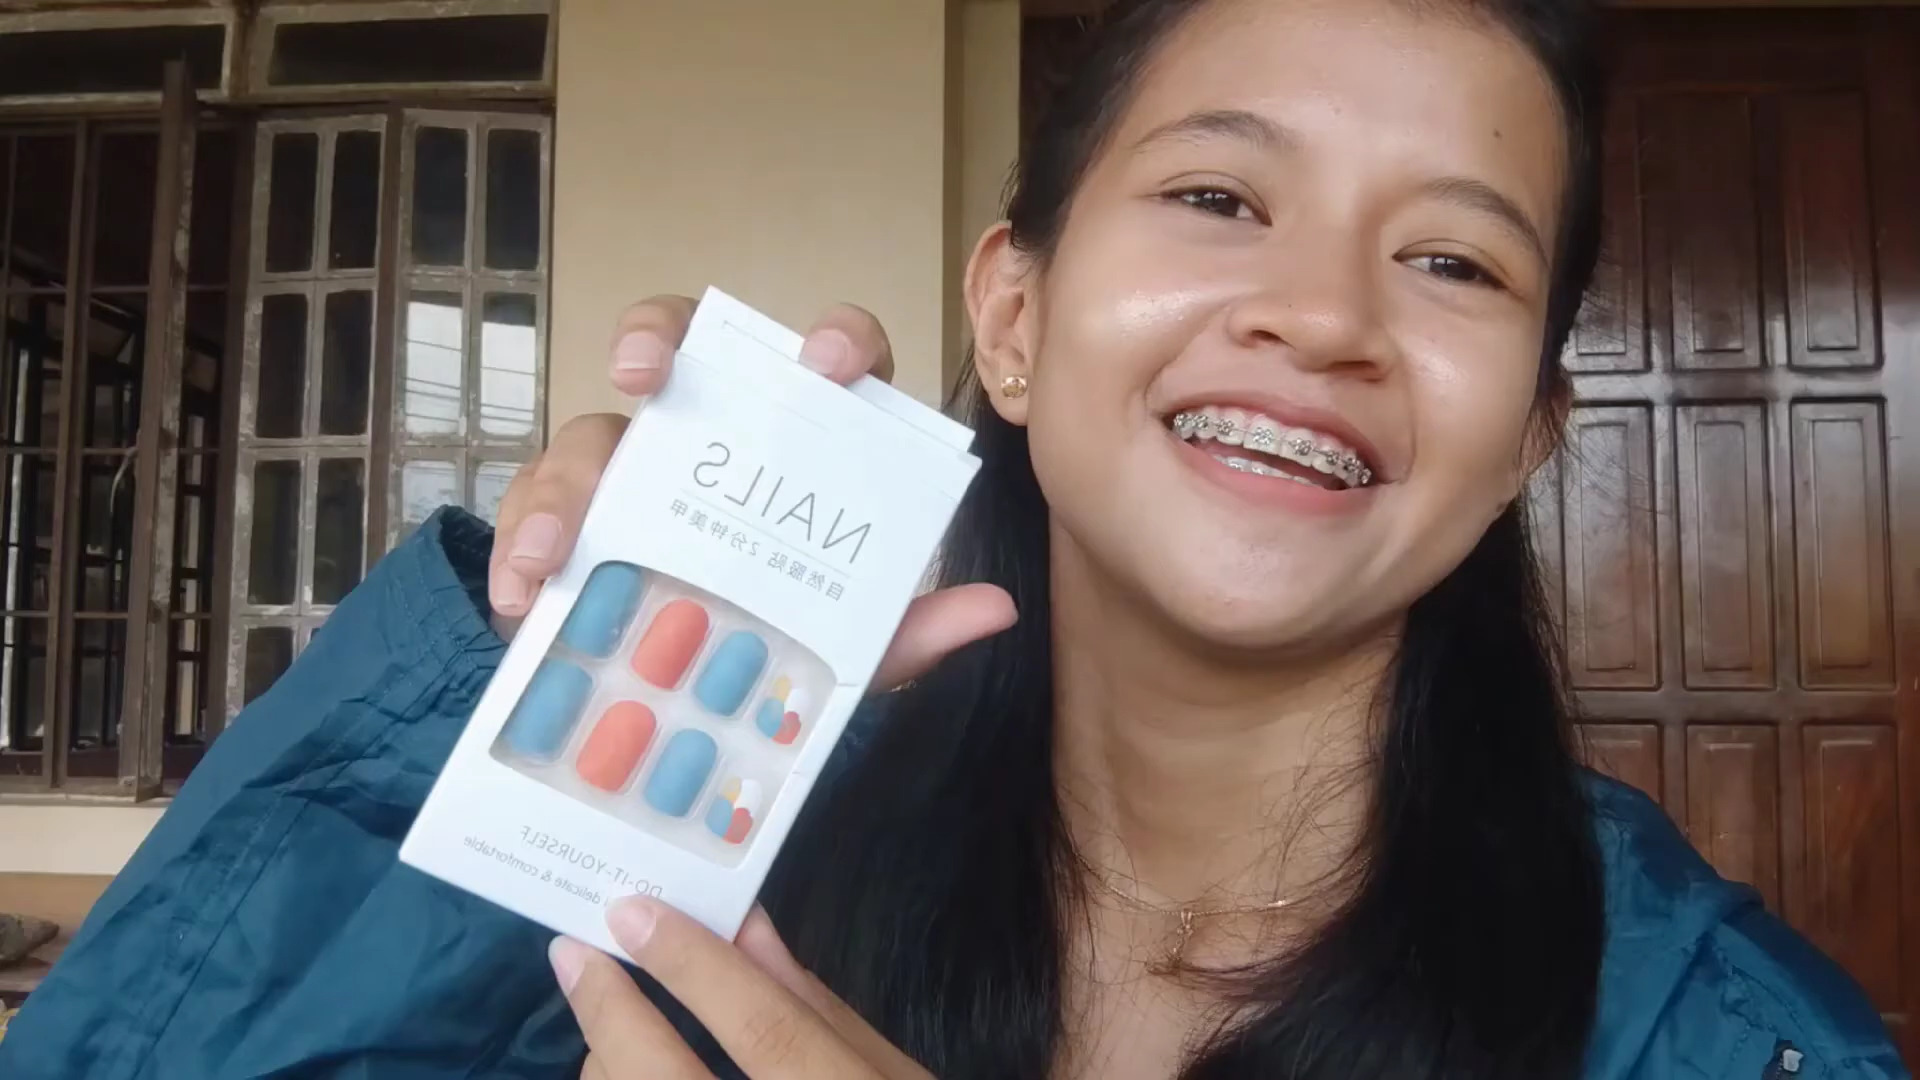 NAILS
自然服贴 2分钟美甲
DO-IT-YOURSELF
delicate & comfortable